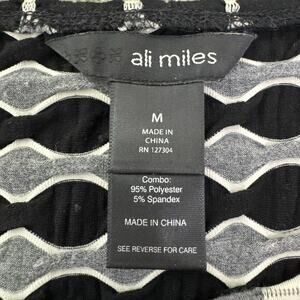 ali miles
M
MADE IN
CHINA
RN 127304
Combo:
95% Polyester
5% Spandex
MADE IN CHINA
SEE REVERSE FOR CARE